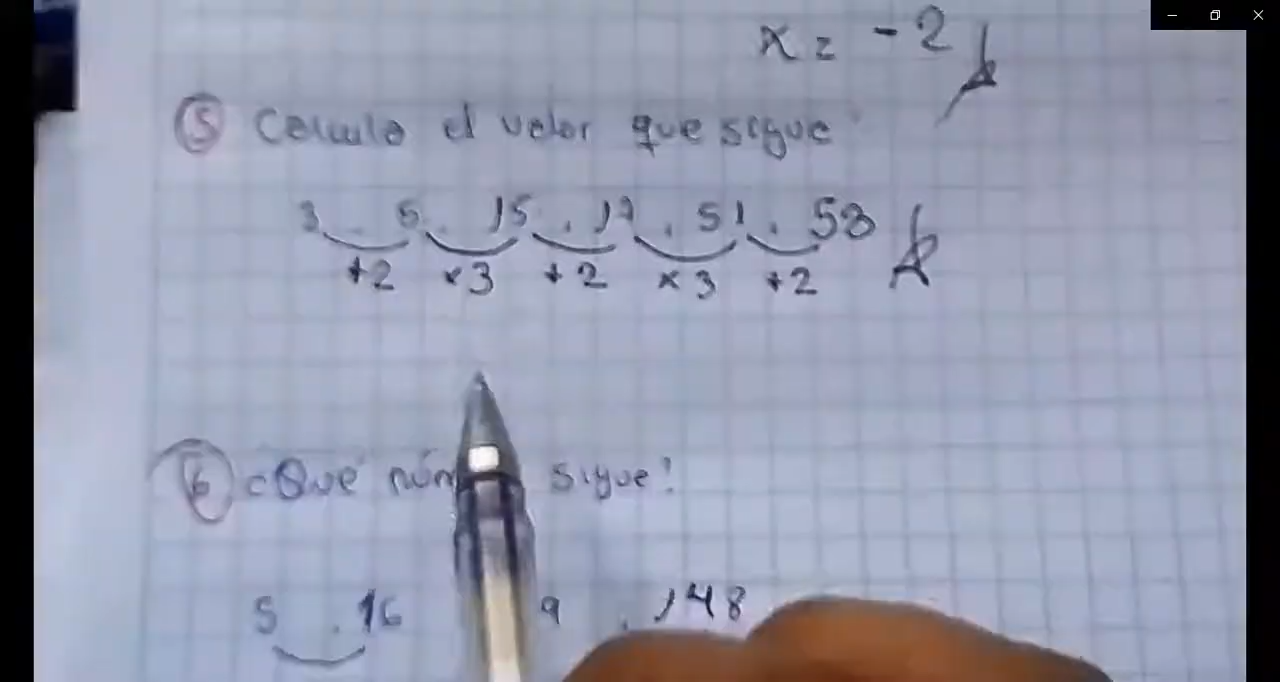 x = -2
5 Calcula el valor que sigue
3 . 5 . 15 . 17 . 51 . 53
+2 ×3 +2 ×3 +2
6 ¿Qué sigue?
5 . 16 9 . 148